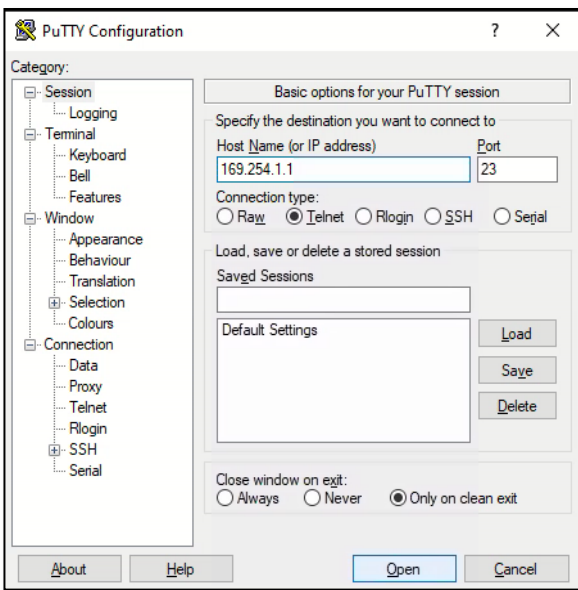 PuTTY Configuration
?
Category:
Session
Logging
Terminal
Keyboard
Bell
Features
Window
Appearance
Behaviour
Translation
Selection
Colours
Connection
Data
Proxy
Telnet
Rlogin
SSH
Serial
Basic options for your PuTTY session
Specify the destination you want to connect to
Host Name (or IP address) Port
169.254.1.1 23
Connection type:
Raw Telnet Rlogin SSH Serial
Load, save or delete a stored session
Saved Sessions
Default Settings
Load
Save
Delete
Close window on exit:
Always Never Only on clean exit
About Help Open Cancel